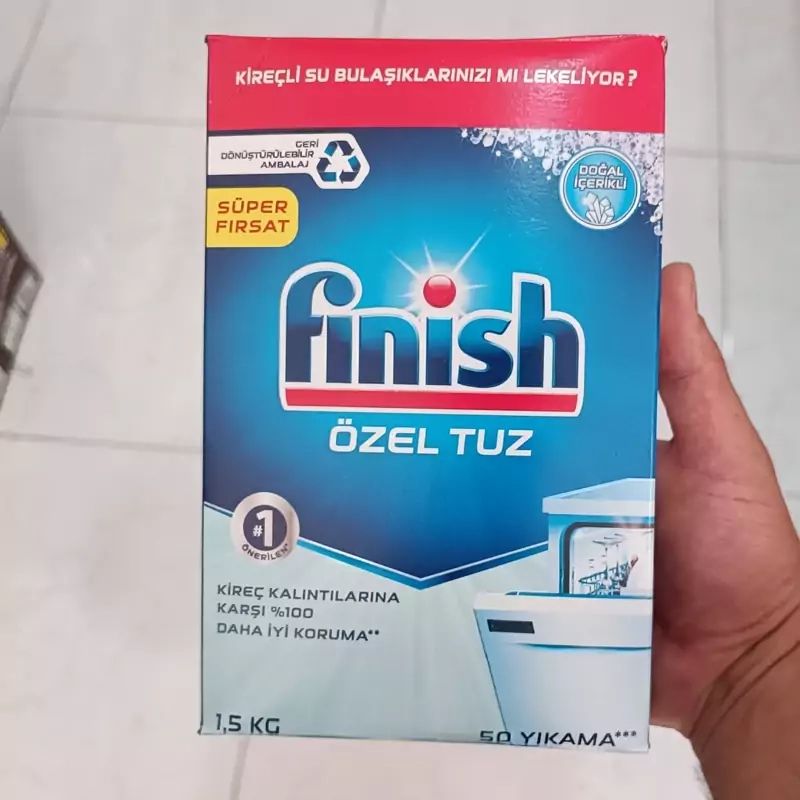 KİREÇLİ SU BULAŞIKLARINIZI MI LEKELİYOR?
GERİ
DÖNÜŞTÜRÜLEBİLİR
AMBALAJ
DOĞAL
İÇERİKLİ
SÜPER
FIRSAT
finish
ÖZEL TUZ
#1
ÖNERİLEN*
KİREÇ KALINTILARINA
KARŞI %100
DAHA İYİ KORUMA**
1,5 KG
50 YIKAMA***